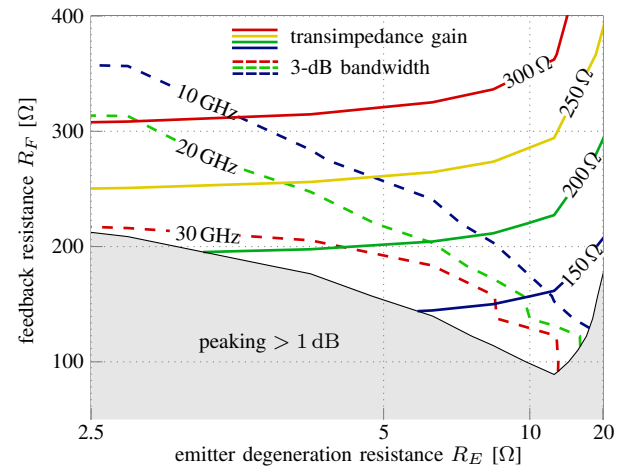 400
300
200
100
feedback resistance R_F [Ω]
transimpedance gain
3-dB bandwidth
300 Ω
250 Ω
200 Ω
150 Ω
10 GHz
20 GHz
30 GHz
peaking > 1 dB
2.5
5
10
20
emitter degeneration resistance R_E [Ω]